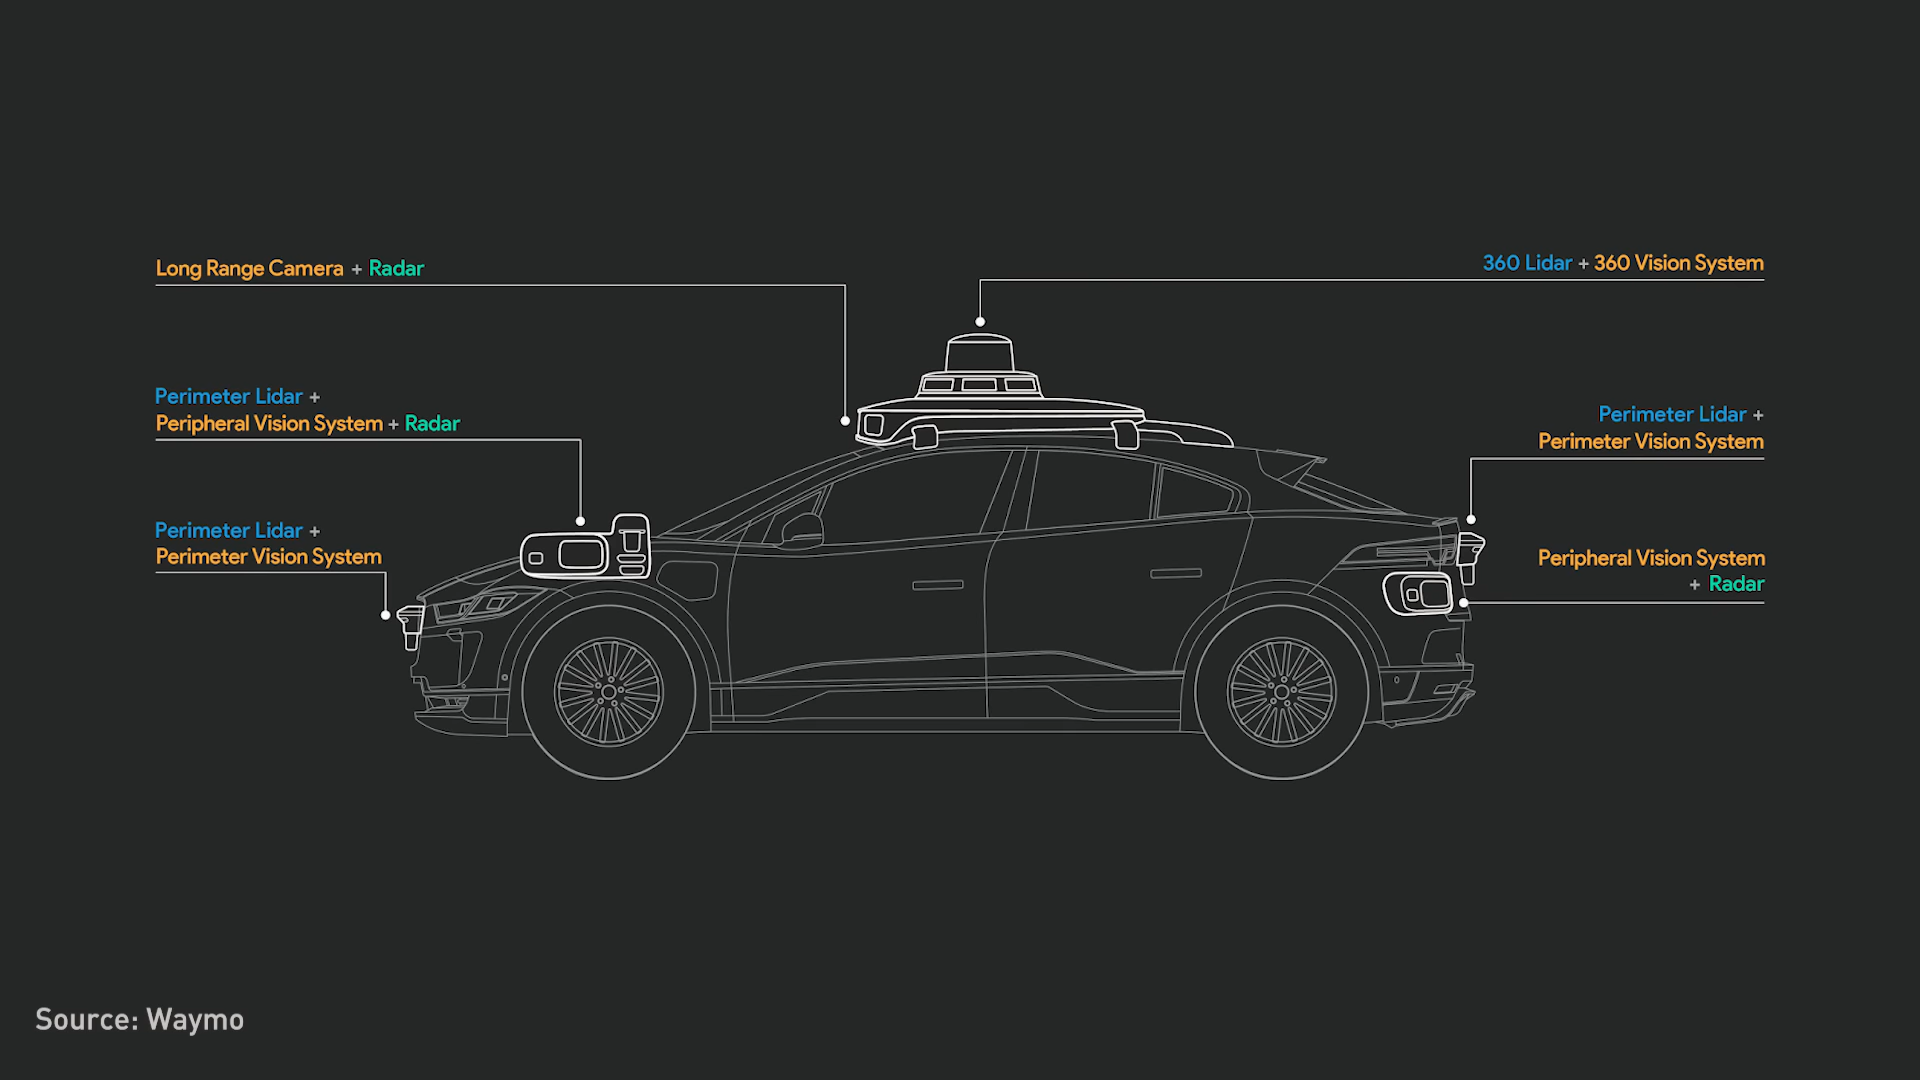 Long Range Camera + Radar
360 Lidar + 360 Vision System
Perimeter Lidar +
Peripheral Vision System + Radar
Perimeter Lidar +
Perimeter Vision System
Perimeter Lidar +
Perimeter Vision System
Peripheral Vision System
+ Radar
Source: Waymo